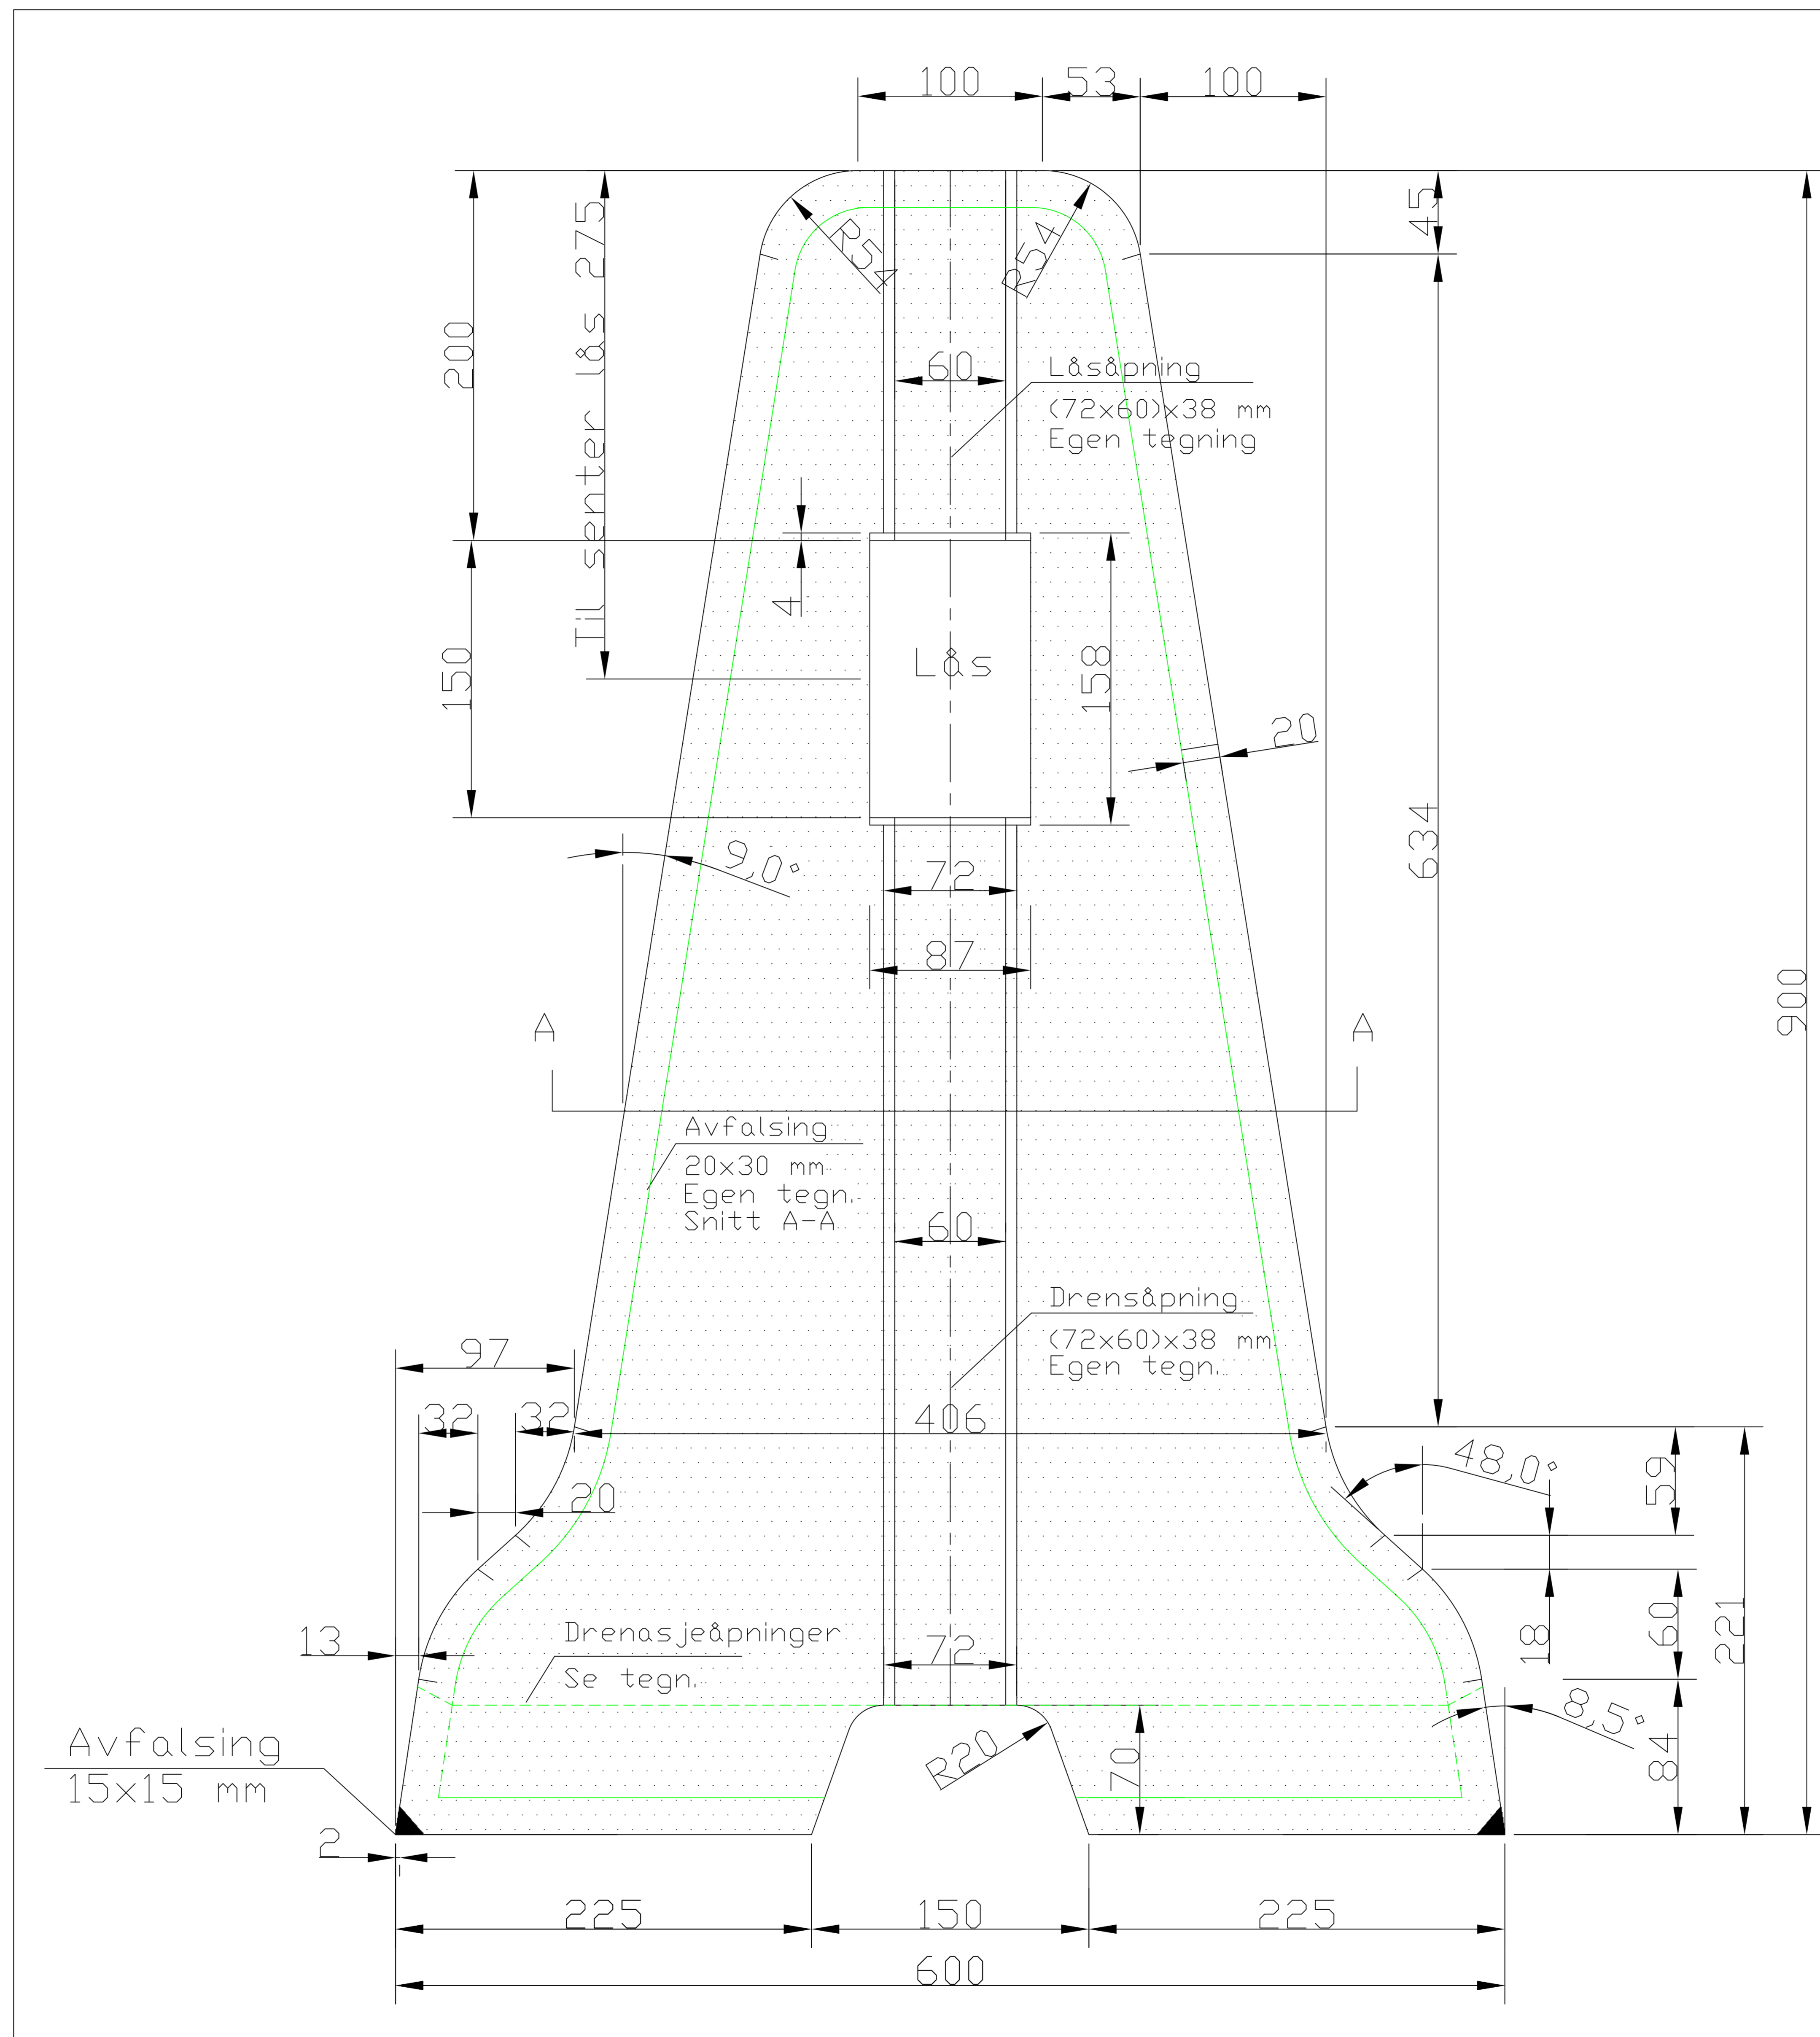 100
53
100
45
R54
R54
200
Til senter lås 275
60
Låsåpning
(72x60)x38 mm
Egen tegning
4
Lås
150
158
20
634
9,0°
72
87
900
A
A
Avfalsing
20x30 mm
Egen tegn.
Snitt A-A
60
Drensåpning
(72x60)x38 mm
Egen tegn.
97
32
32
406
20
48,0°
59
13
Drenasjeåpninger
Se tegn.
72
18
60
221
Avfalsing
15x15 mm
R20
70
8,5°
84
2
225
150
225
600